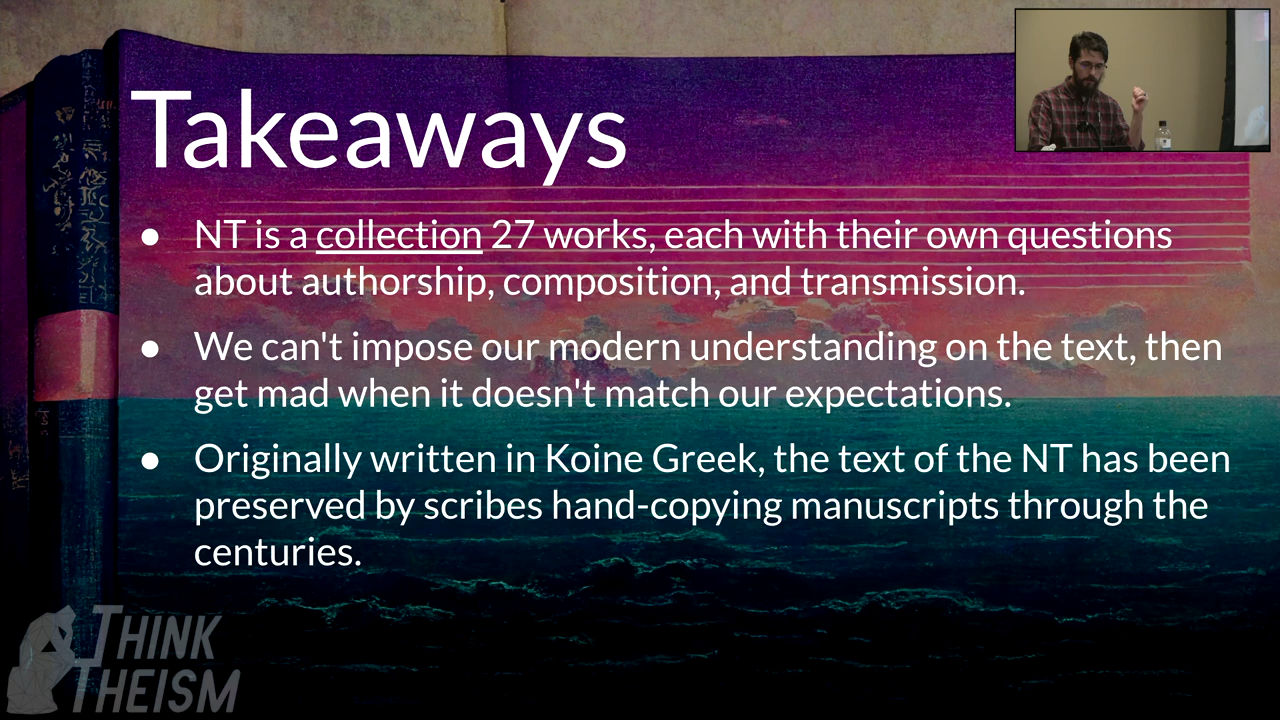 Takeaways
● NT is a collection 27 works, each with their own questions
about authorship, composition, and transmission.
● We can't impose our modern understanding on the text, then
get mad when it doesn't match our expectations.
● Originally written in Koine Greek, the text of the NT has been
preserved by scribes hand-copying manuscripts through the
centuries.
THINK
THEISM